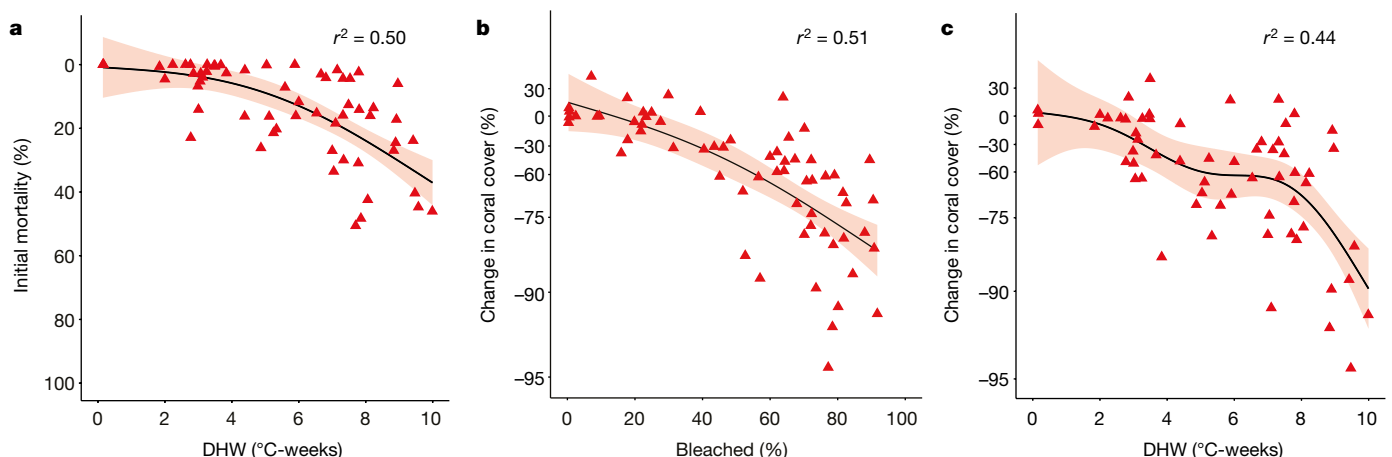 a
r² = 0.50
Initial mortality (%)
0
20
40
60
80
100
0 2 4 6 8 10
DHW (°C-weeks)
b
r² = 0.51
Change in coral cover (%)
30
0
−30
−60
−75
−90
−95
0 20 40 60 80 100
Bleached (%)
c
r² = 0.44
Change in coral cover (%)
30
0
−30
−60
−75
−90
−95
0 2 4 6 8 10
DHW (°C-weeks)